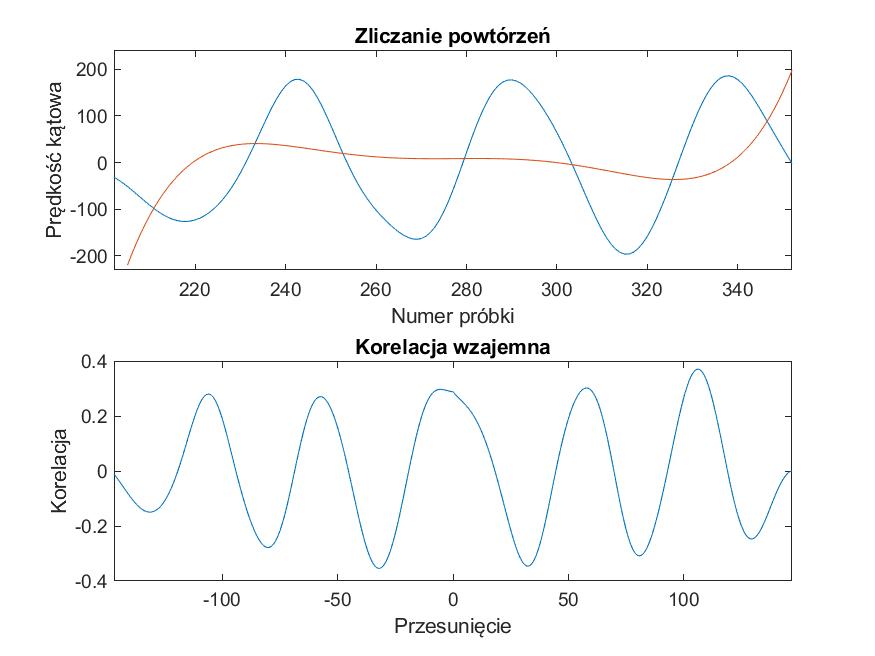 Zliczanie powtórzeń
Prędkość kątowa
200
100
0
-100
-200
220 240 260 280 300 320 340
Numer próbki
Korelacja wzajemna
Korelacja
0.4
0.2
0
-0.2
-0.4
-100 -50 0 50 100
Przesunięcie